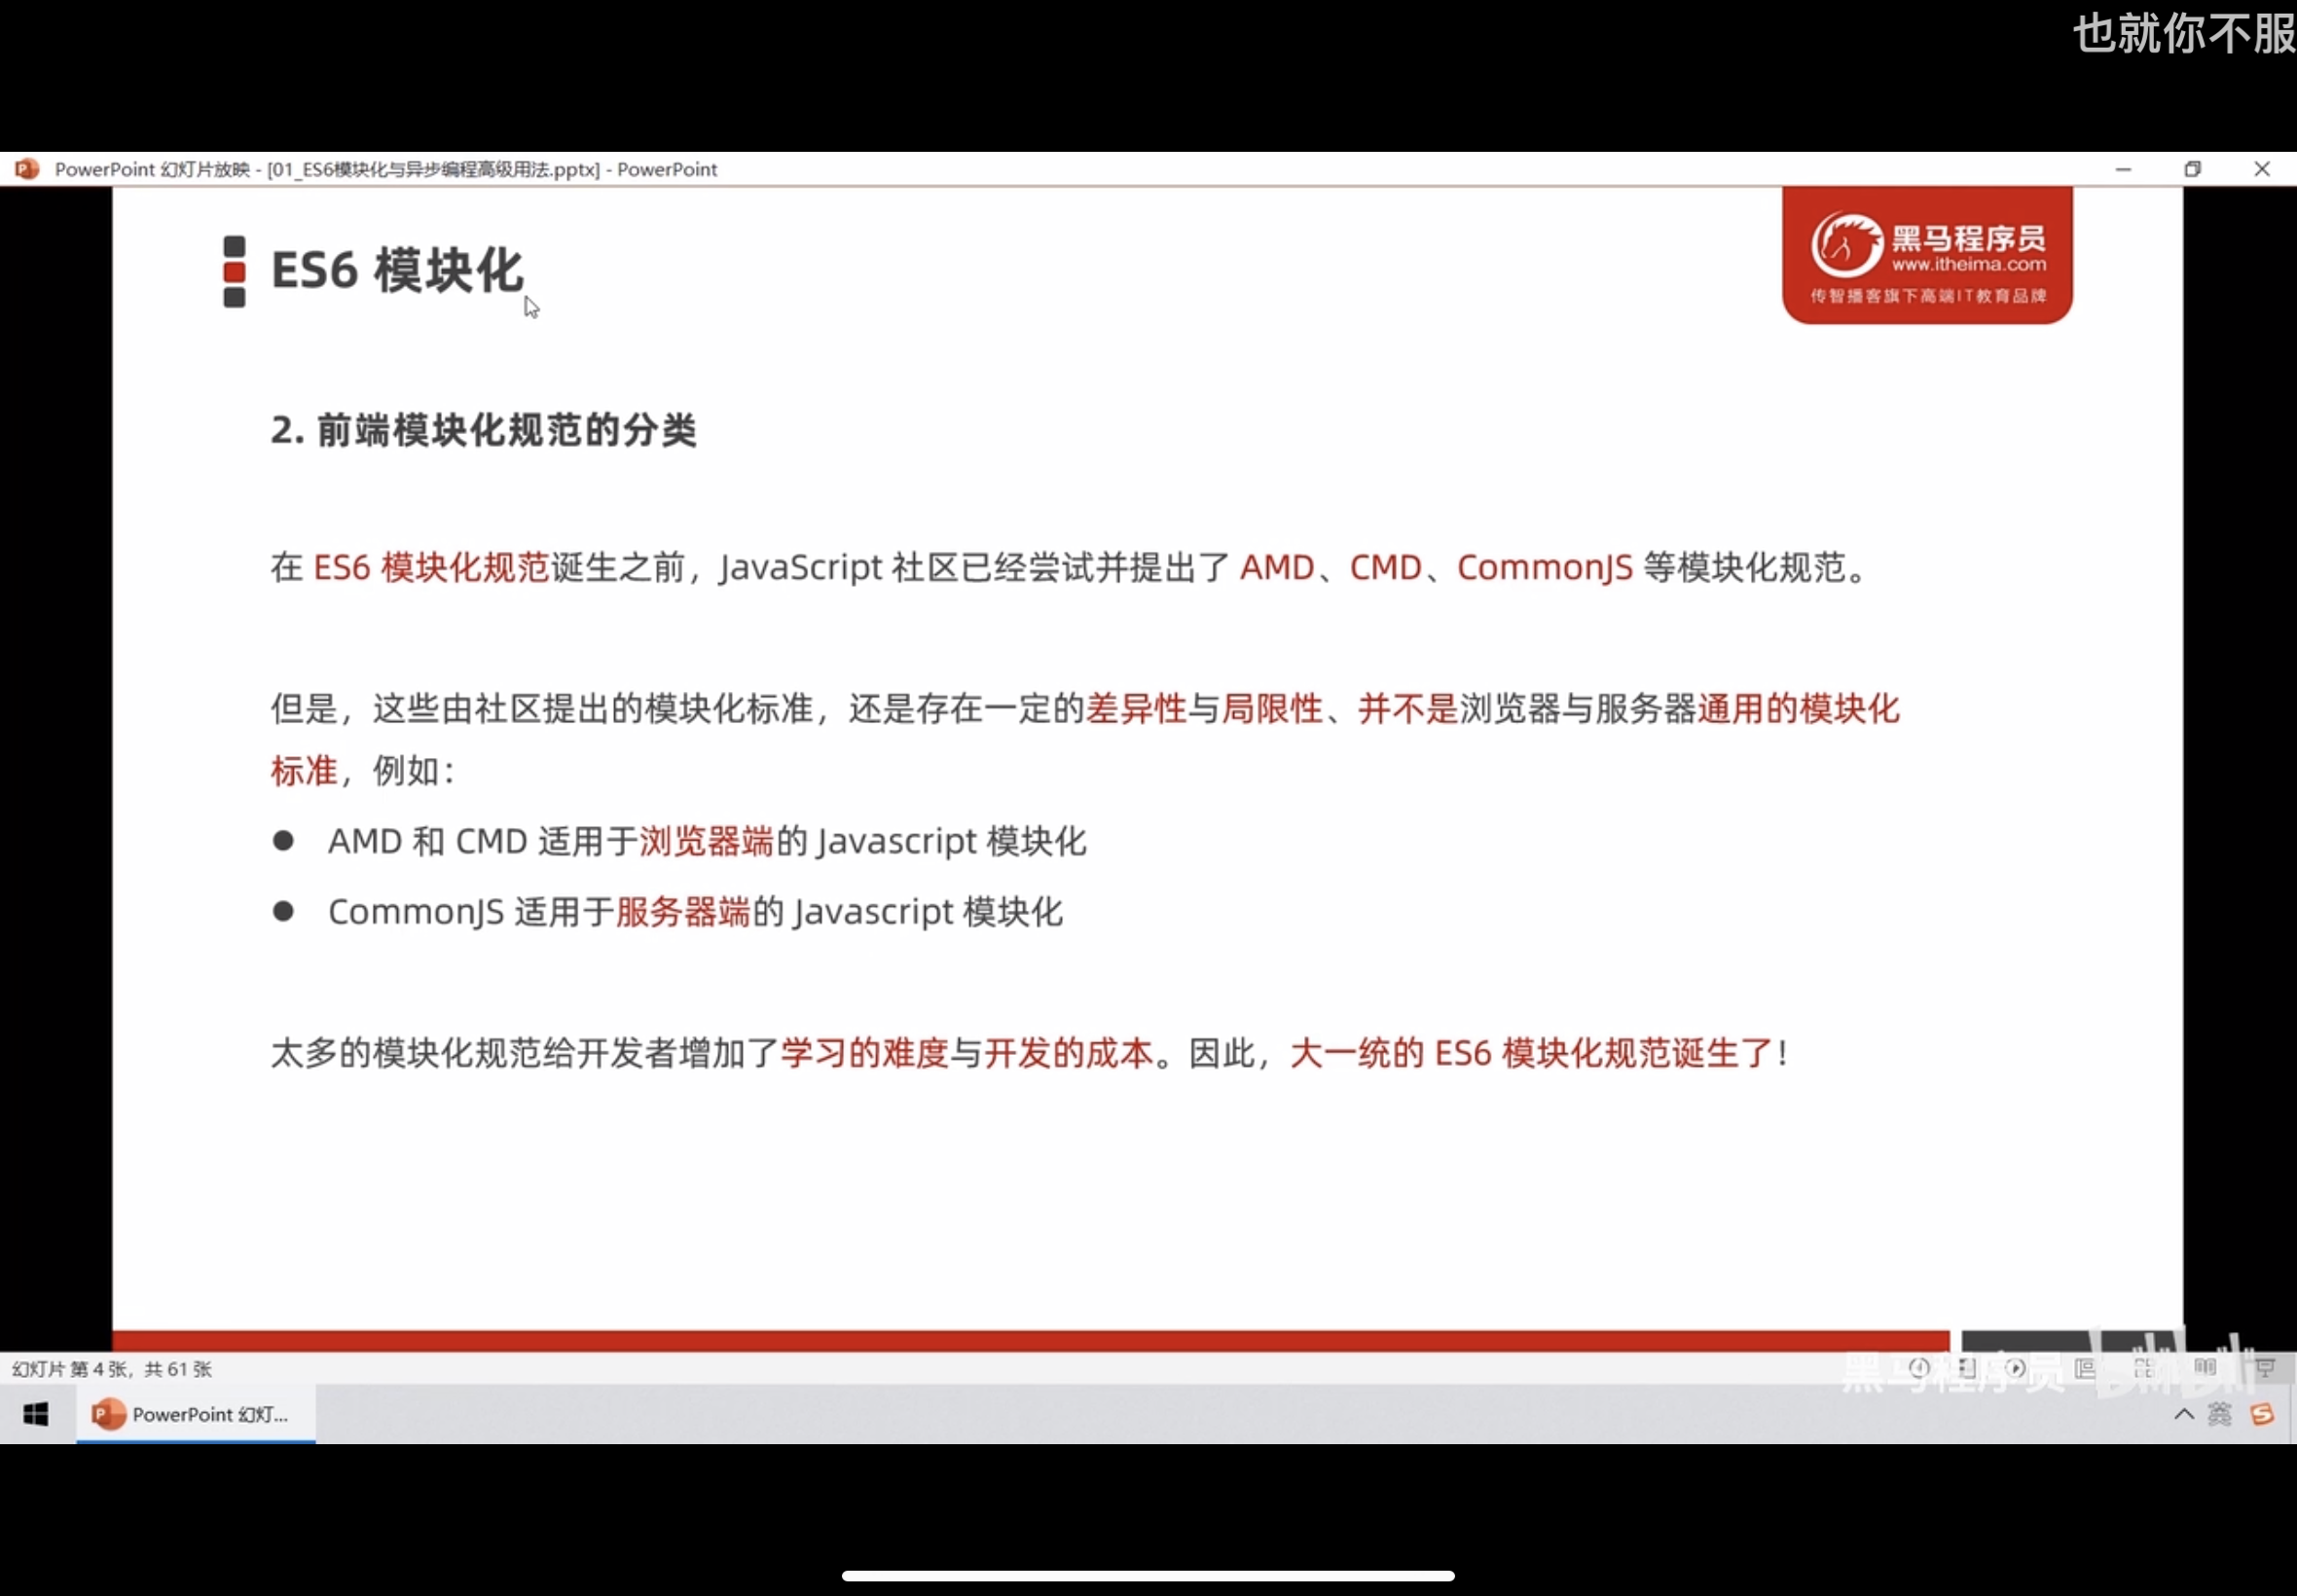 也就你不服
PowerPoint 幻灯片放映 - [01_ES6模块化与异步编程高级用法.pptx] - PowerPoint
ES6 模块化
黑马程序员
www.itheima.com
传智播客旗下高端IT教育品牌
2. 前端模块化规范的分类
在 ES6 模块化规范诞生之前，JavaScript 社区已经尝试并提出了 AMD、CMD、CommonJS 等模块化规范。
但是，这些由社区提出的模块化标准，还是存在一定的差异性与局限性、并不是浏览器与服务器通用的模块化
标准，例如：
● AMD 和 CMD 适用于浏览器端的 Javascript 模块化
● CommonJS 适用于服务器端的 Javascript 模块化
太多的模块化规范给开发者增加了学习的难度与开发的成本。因此，大一统的 ES6 模块化规范诞生了！
幻灯片 第 4 张，共 61 张
黑马程序员 bilibili
PowerPoint 幻灯...
英